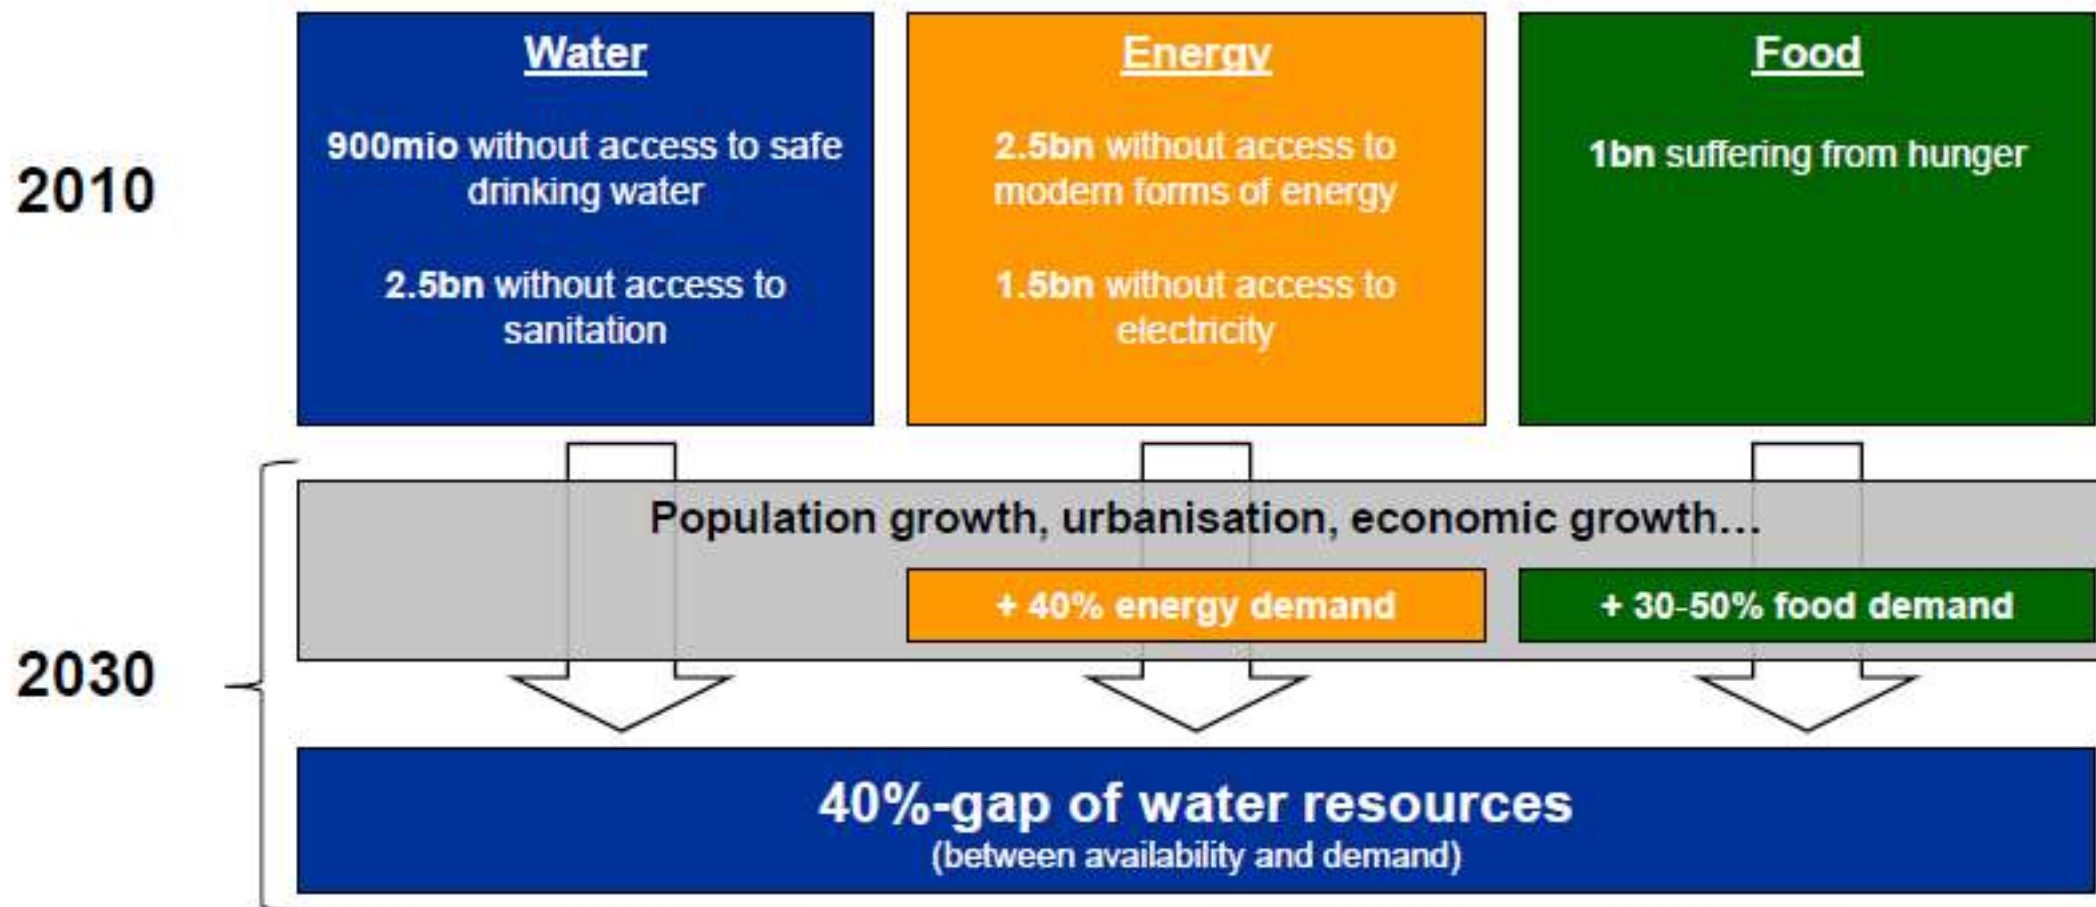 2010
Water
900mio without access to safe
drinking water
2.5bn without access to
sanitation
Energy
2.5bn without access to
modern forms of energy
1.5bn without access to
electricity
Food
1bn suffering from hunger
2030
Population growth, urbanisation, economic growth...
+ 40% energy demand
+ 30-50% food demand
40%-gap of water resources
(between availability and demand)